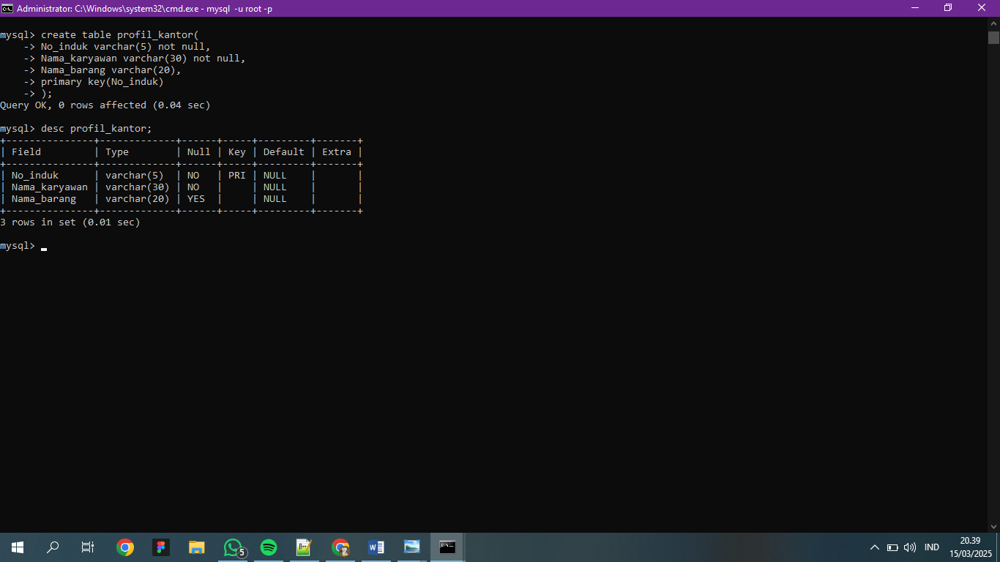 Administrator: C:\Windows\system32\cmd.exe - mysql  -u root -p
mysql> create table profil_kantor(
    -> No_induk varchar(5) not null,
    -> Nama_karyawan varchar(30) not null,
    -> Nama_barang varchar(20),
    -> primary key(No_induk)
    -> );
Query OK, 0 rows affected (0.04 sec)
mysql> desc profil_kantor;
+---------------+-------------+------+-----+---------+-------+
| Field         | Type        | Null | Key | Default | Extra |
+---------------+-------------+------+-----+---------+-------+
| No_induk      | varchar(5)  | NO   | PRI | NULL    |       |
| Nama_karyawan | varchar(30) | NO   |     | NULL    |       |
| Nama_barang   | varchar(20) | YES  |     | NULL    |       |
+---------------+-------------+------+-----+---------+-------+
3 rows in set (0.01 sec)
mysql>
5
IND
20.39
15/03/2025